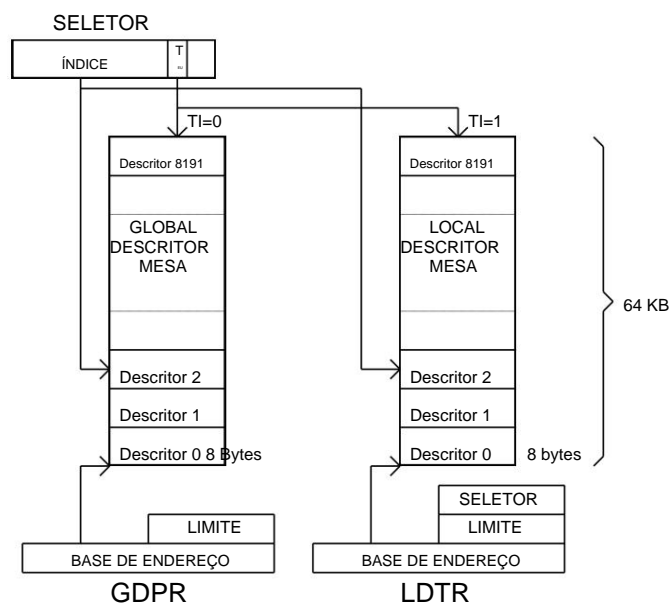 SELETOR
ÍNDICE
T
eu
TI=0
TI=1
Descritor 8191
Descritor 8191
GLOBAL
DESCRITOR
MESA
LOCAL
DESCRITOR
MESA
64 KB
Descritor 2
Descritor 2
Descritor 1
Descritor 1
Descritor 0 8 Bytes
Descritor 0 8 bytes
SELETOR
LIMITE
LIMITE
BASE DE ENDEREÇO
BASE DE ENDEREÇO
GDPR
LDTR